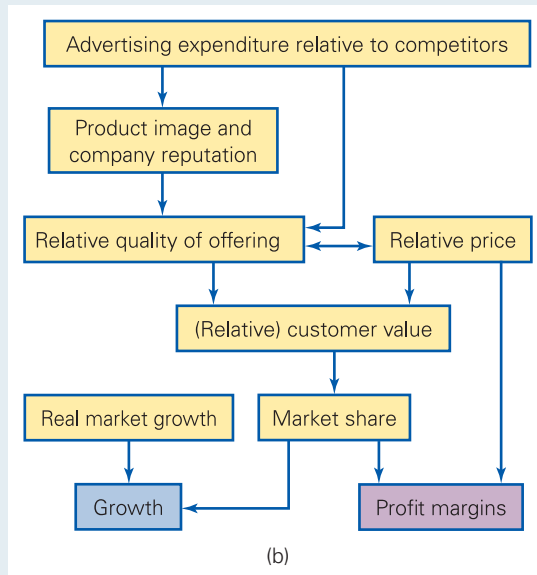 Advertising expenditure relative to competitors
Product image and
company reputation
Relative quality of offering
Relative price
(Relative) customer value
Real market growth
Market share
Growth
Profit margins
(b)